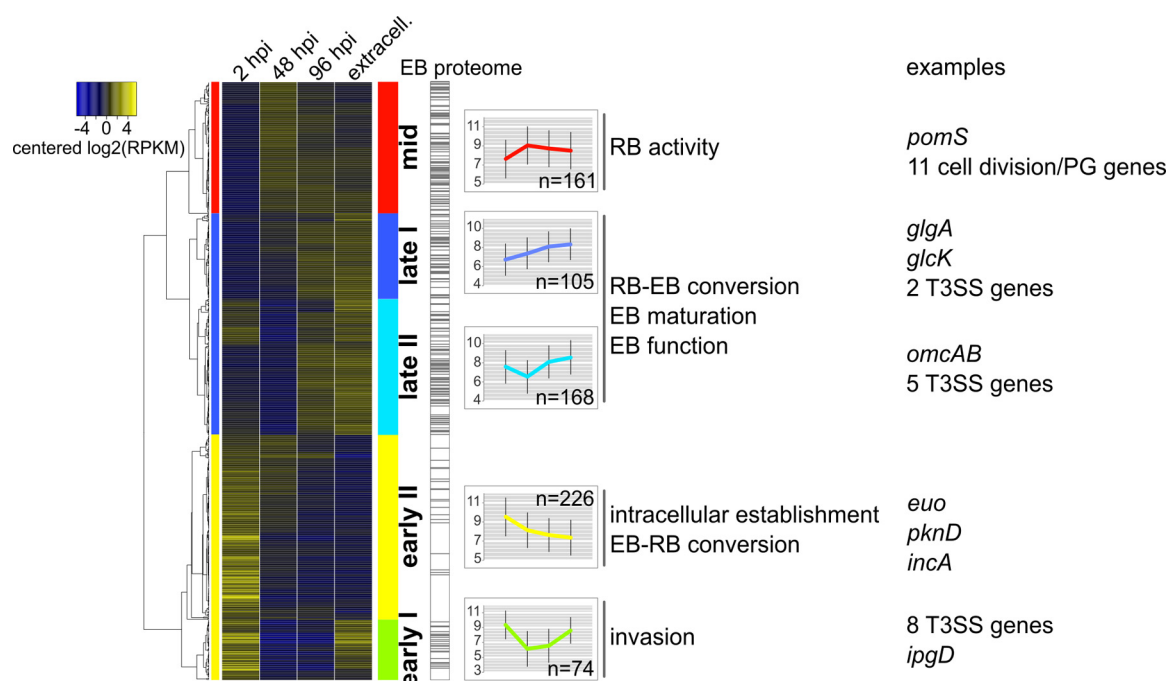 2 hpi
48 hpi
96 hpi
extracell.
EB proteome
examples
-4 0 4
centered log2(RPKM)
mid
11
9
7
5
n=161
RB activity
pomS
11 cell division/PG genes
late I
10
8
6
4
n=105
RB-EB conversion
EB maturation
EB function
glgA
glcK
2 T3SS genes
late II
10
8
6
4
n=168
omcAB
5 T3SS genes
early II
11
9
7
5
n=226
intracellular establishment
EB-RB conversion
euo
pknD
incA
early I
11
9
7
5
3
n=74
invasion
8 T3SS genes
ipgD